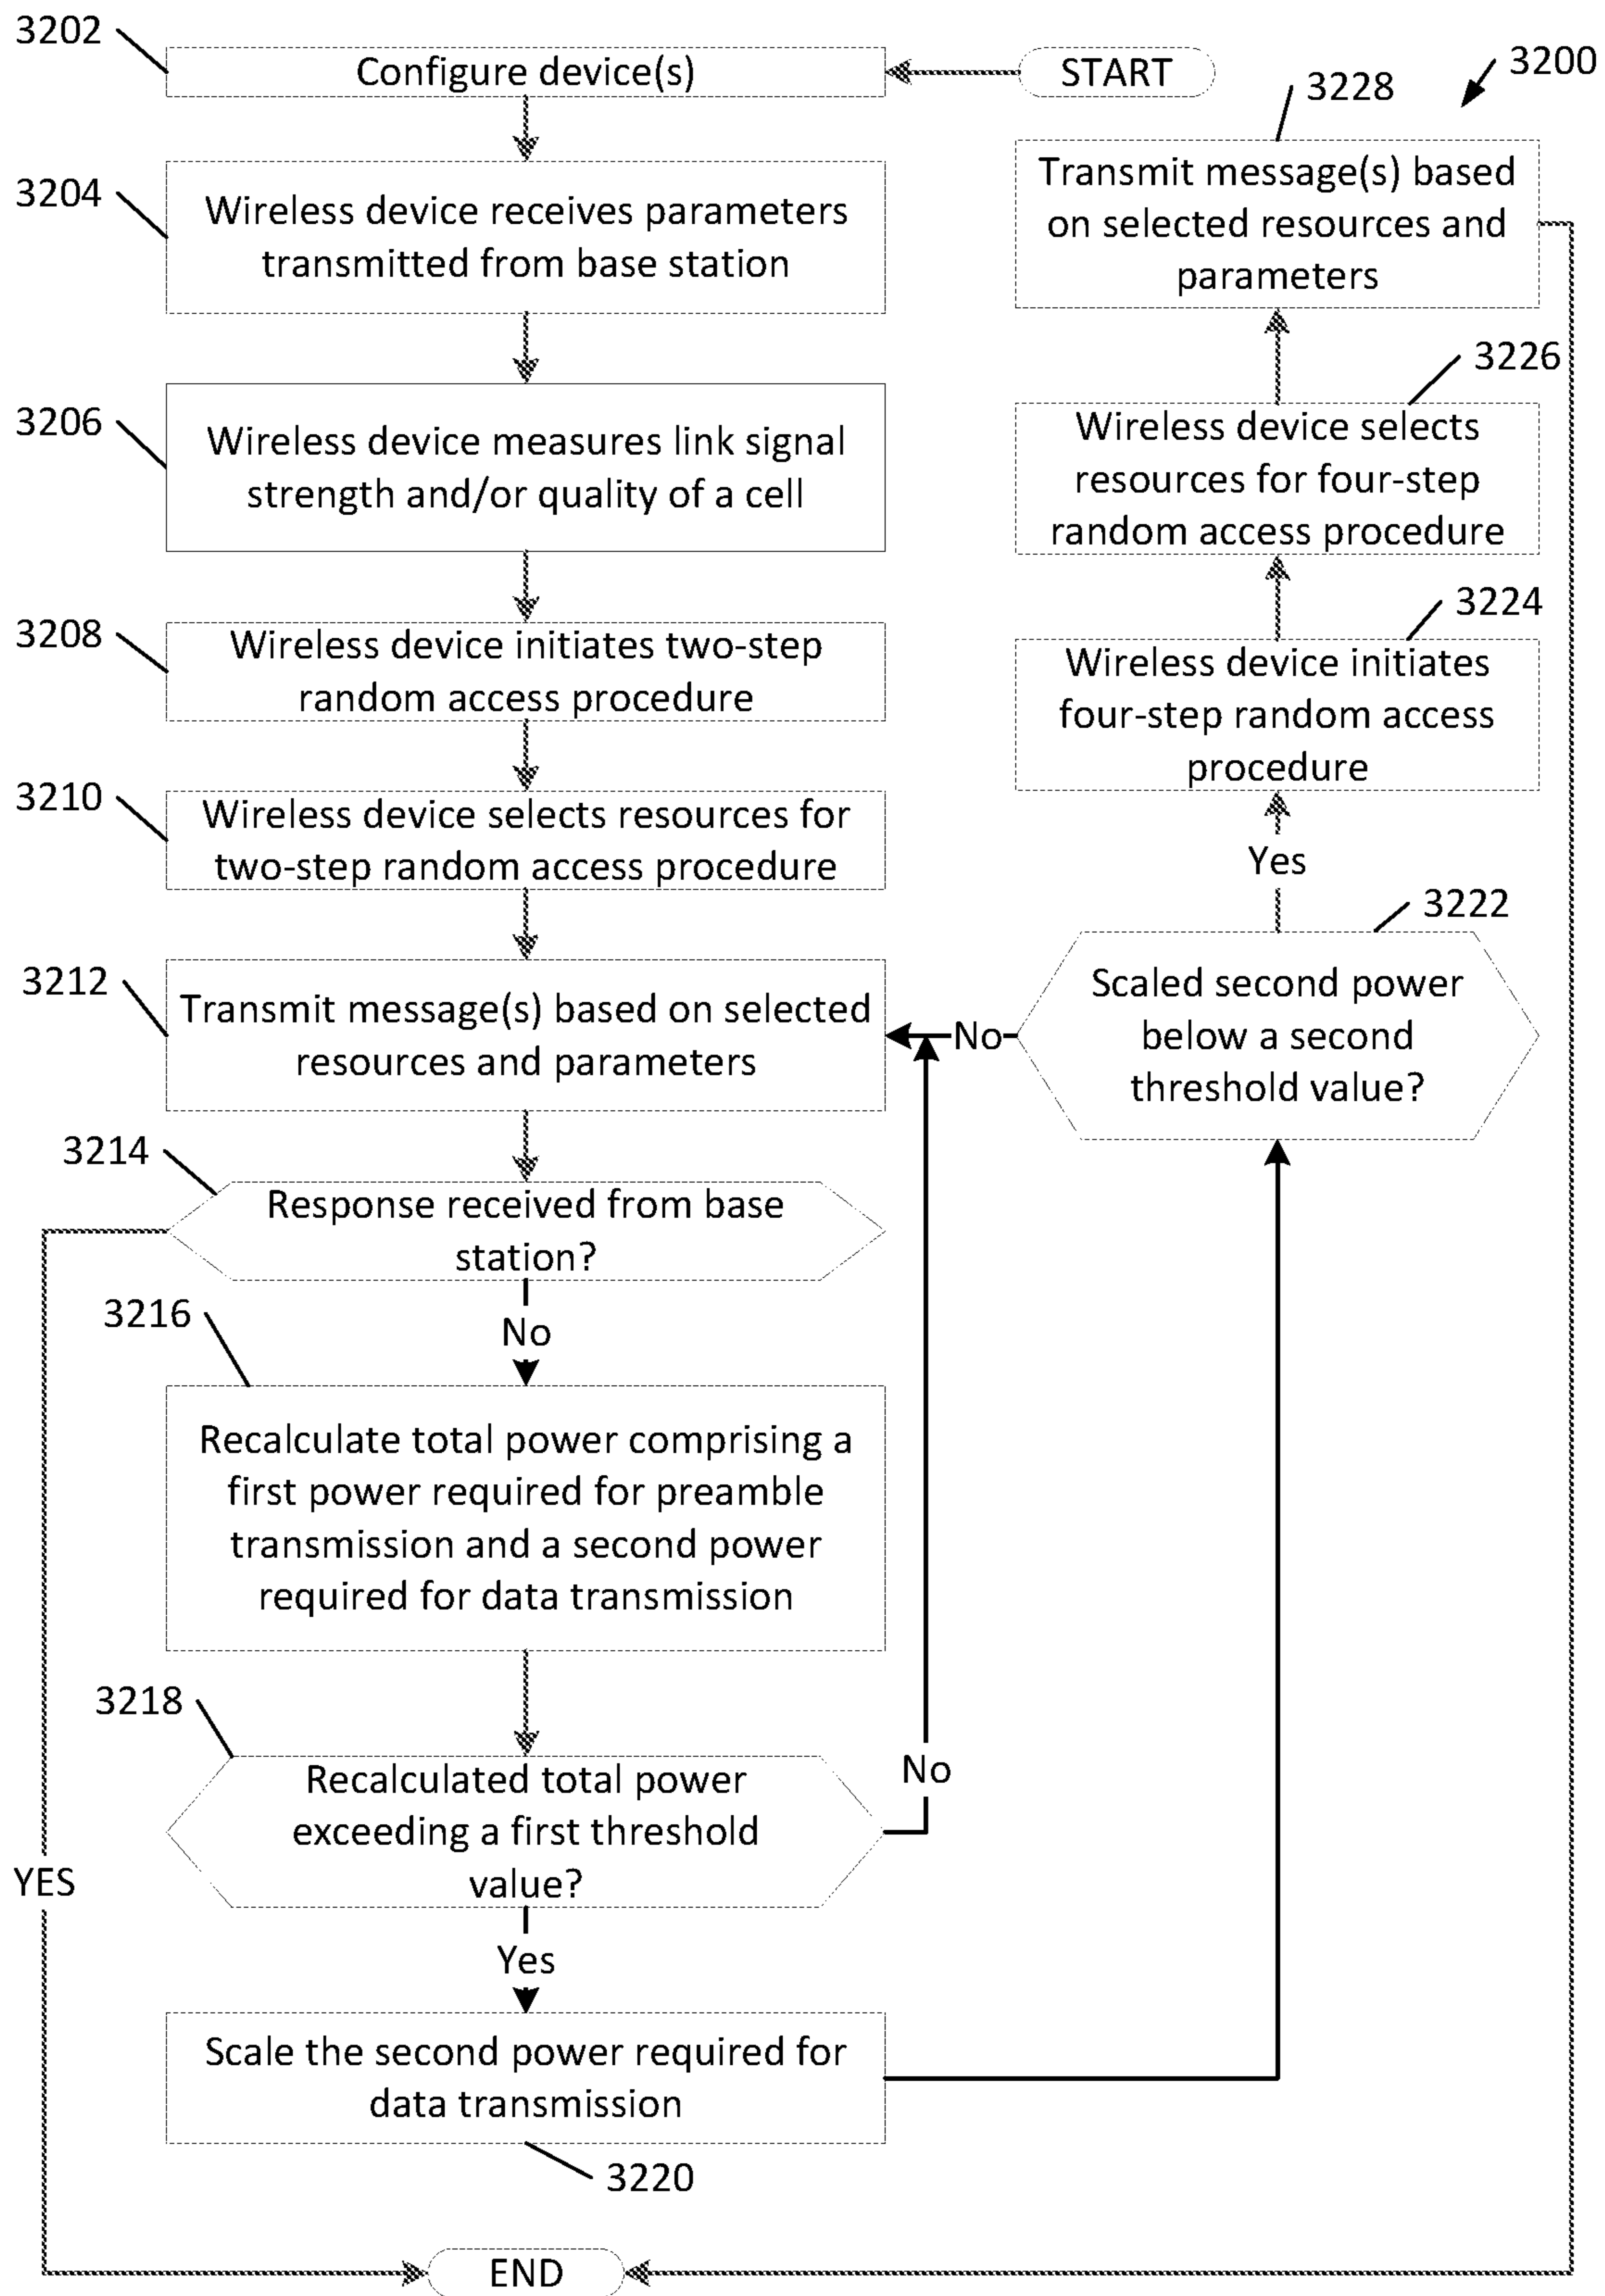 3202
Configure device(s)
START
3200
3204
Wireless device receives parameters
transmitted from base station
3206
Wireless device measures link signal
strength and/or quality of a cell
3208
Wireless device initiates two-step
random access procedure
3210
Wireless device selects resources for
two-step random access procedure
3212
Transmit message(s) based on selected
resources and parameters
3214
Response received from base
station?
YES
No
3216
Recalculate total power comprising a
first power required for preamble
transmission and a second power
required for data transmission
3218
Recalculated total power
exceeding a first threshold
value?
No
Yes
Scale the second power required for
data transmission
3220
3222
Scaled second power
below a second
threshold value?
No
Yes
3224
Wireless device initiates
four-step random access
procedure
3226
Wireless device selects
resources for four-step
random access procedure
3228
Transmit message(s) based
on selected resources and
parameters
END